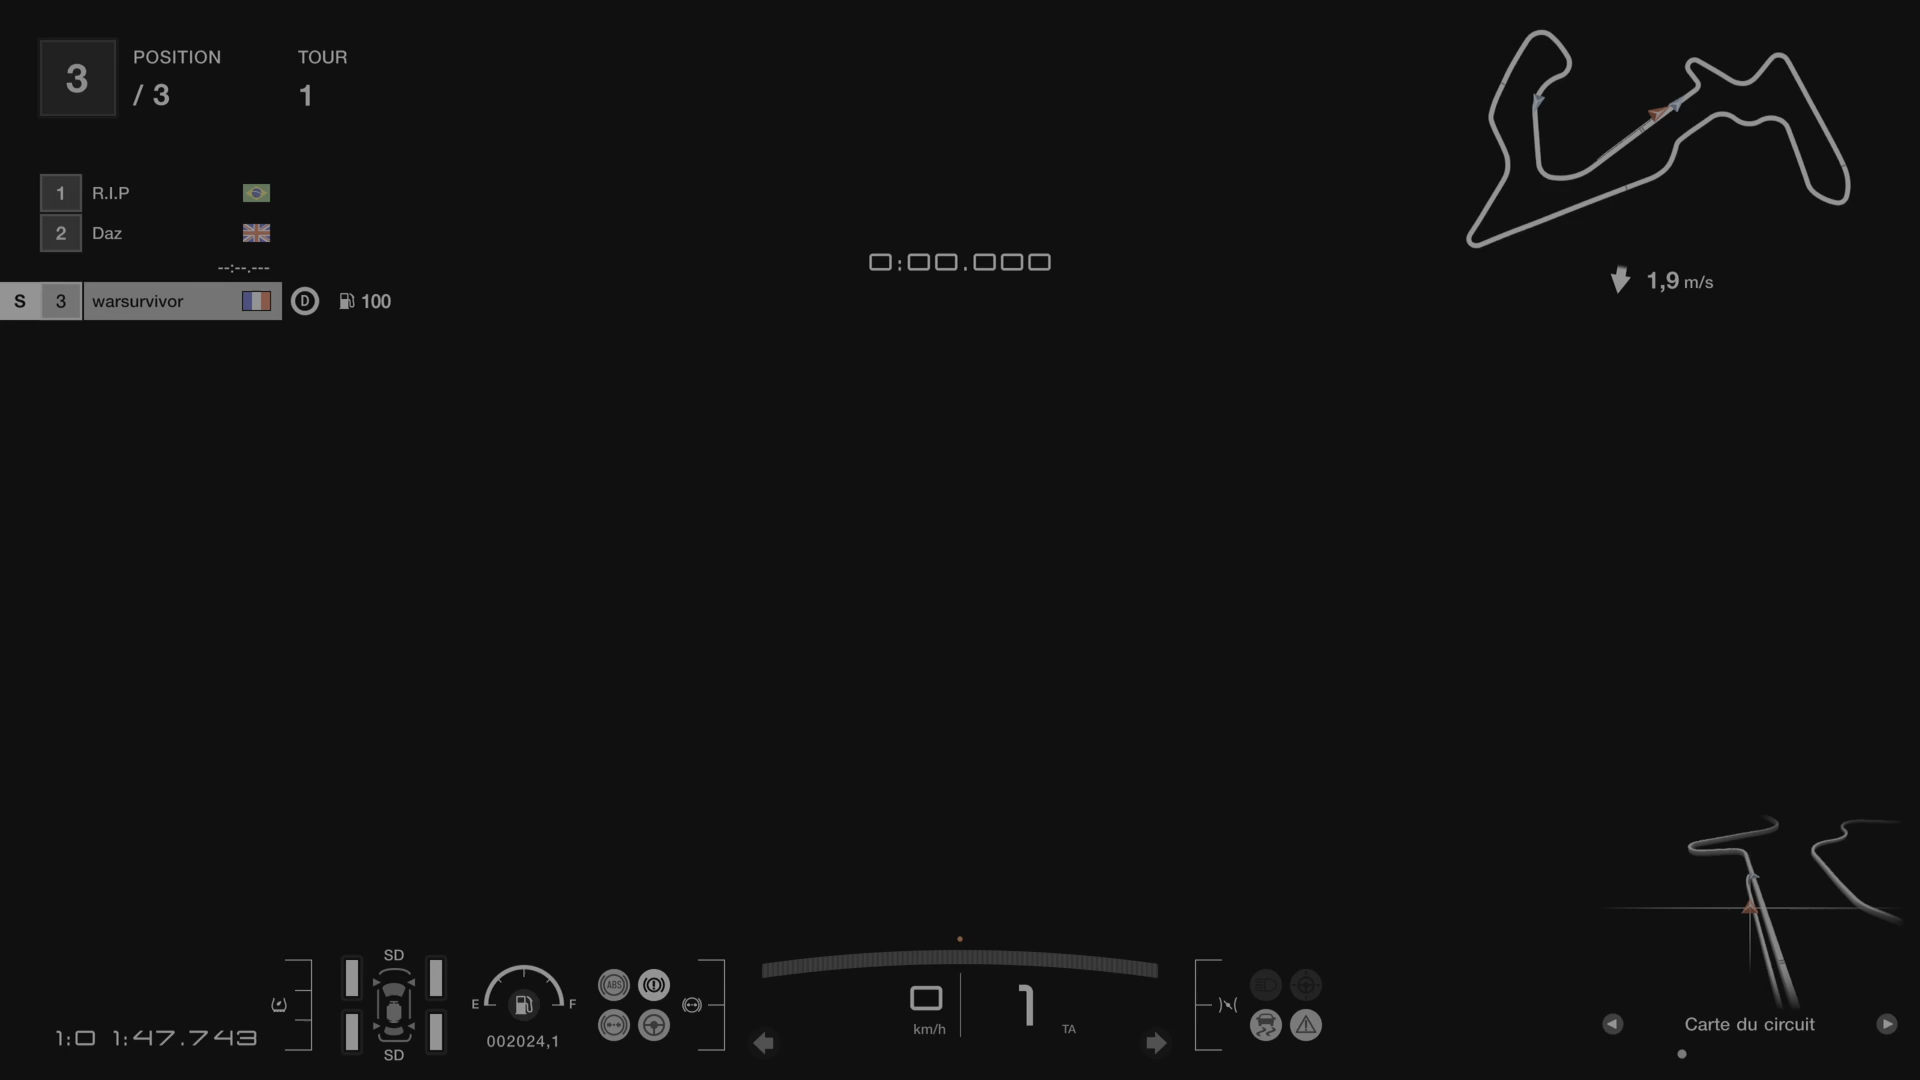 3
POSITION
/ 3
TOUR
1
1 R.I.P
2 Daz
--:--.---
S 3 warsurvivor D 100
0:00.000
1,9 m/s
SD
SD
E F
002024,1
ABS
1:0 1:47.743
0
km/h
1
TA
Carte du circuit